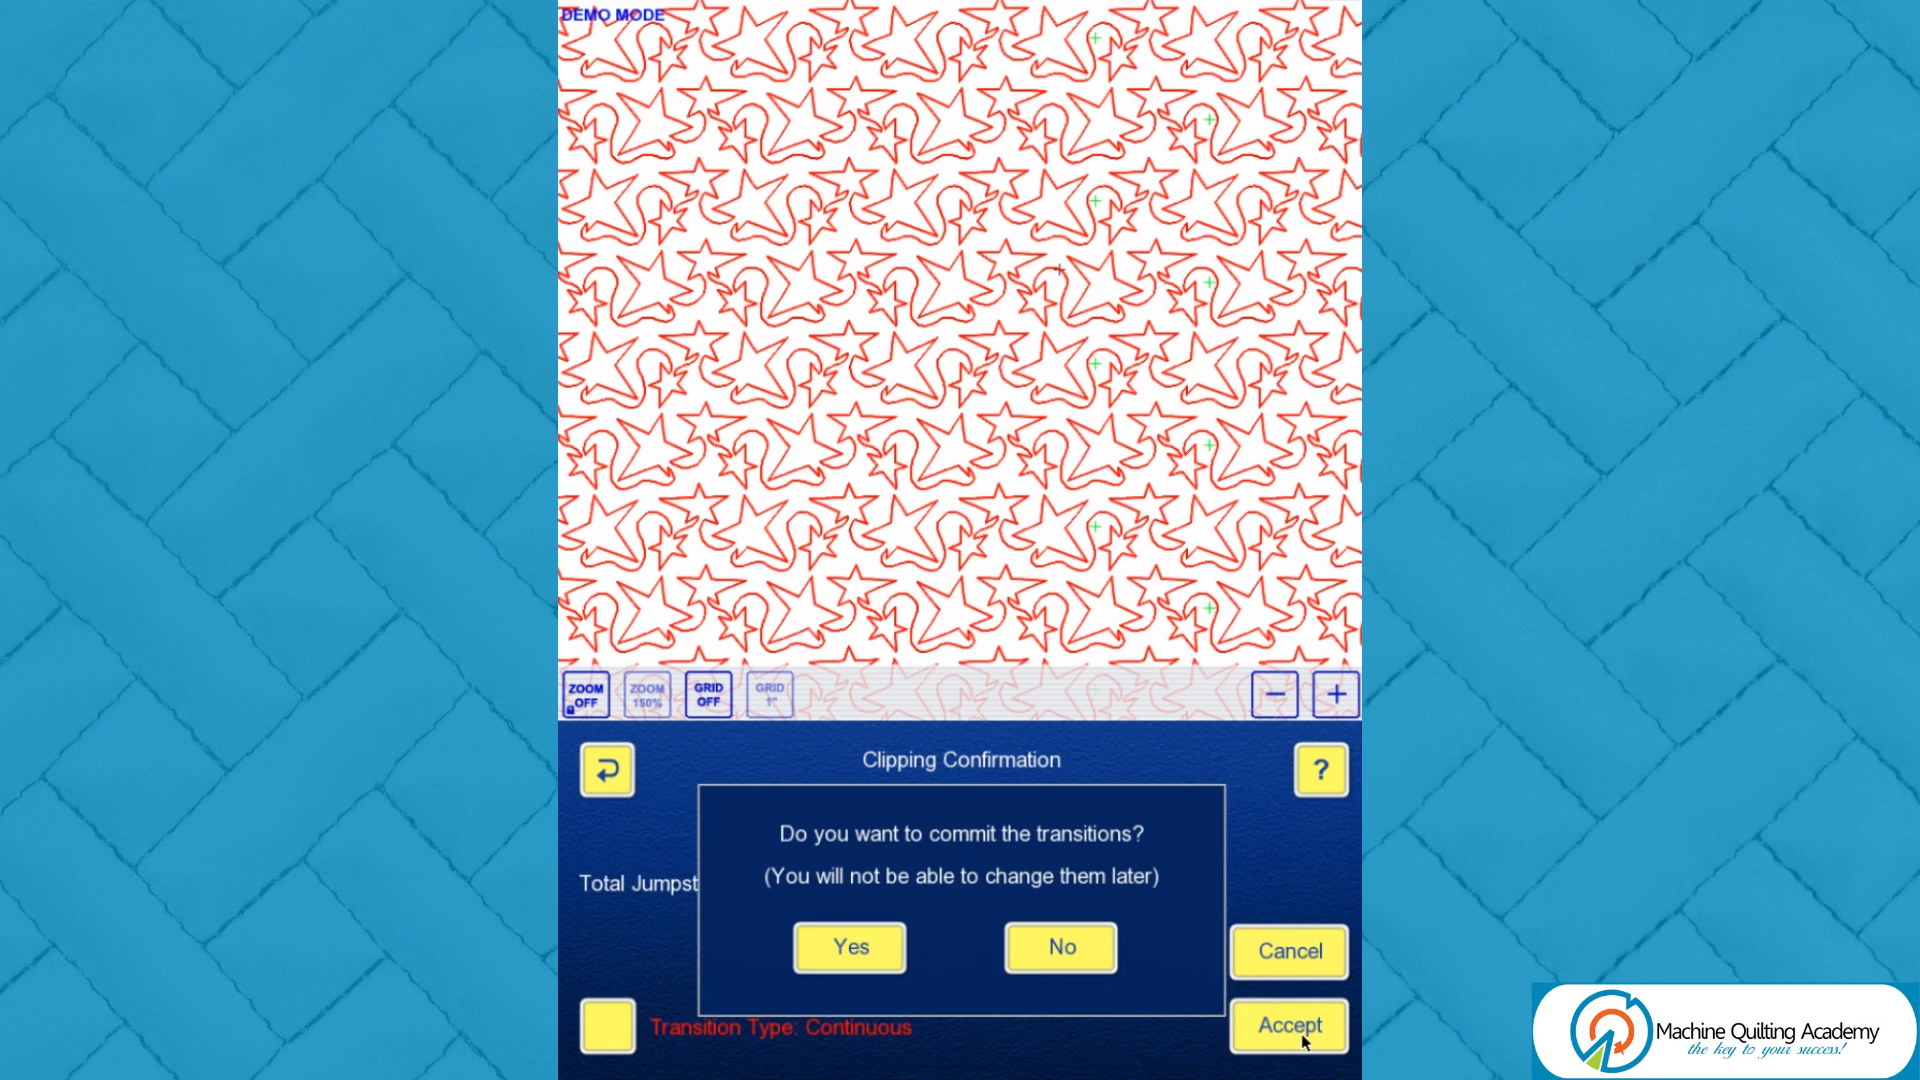 DEMO MODE
ZOOM OFF
ZOOM 150%
GRID OFF
GRID 1"
−
+
Clipping Confirmation
?
Do you want to commit the transitions?
(You will not be able to change them later)
Total Jumpst
Yes
No
Cancel
Transition Type: Continuous
Accept
Machine Quilting Academy
the key to your success!